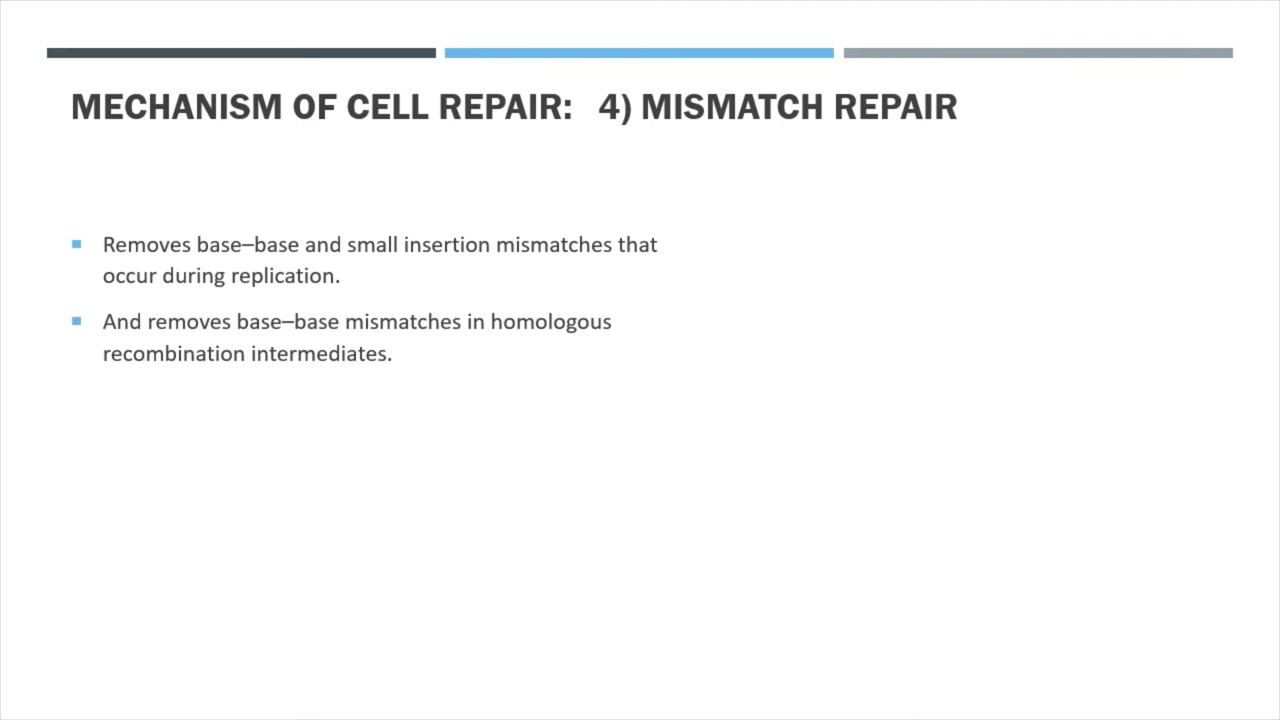 MECHANISM OF CELL REPAIR: 4) MISMATCH REPAIR
Removes base–base and small insertion mismatches that
occur during replication.
And removes base–base mismatches in homologous
recombination intermediates.